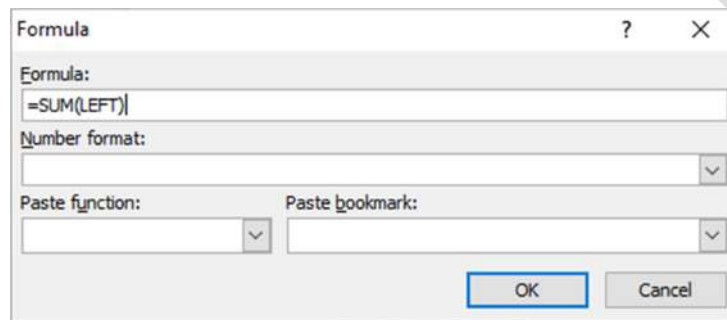 Formula ? X
Formula:
=SUM(LEFT)
Number format:
Paste function: Paste bookmark:
OK Cancel